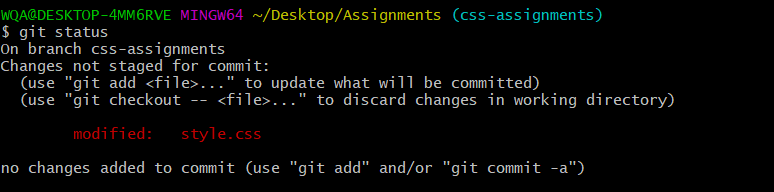 WQA@DESKTOP-4MM6RVE MINGW64 ~/Desktop/Assignments (css-assignments)
$ git status
On branch css-assignments
Changes not staged for commit:
  (use "git add <file>..." to update what will be committed)
  (use "git checkout -- <file>..." to discard changes in working directory)

        modified:   style.css

no changes added to commit (use "git add" and/or "git commit -a")